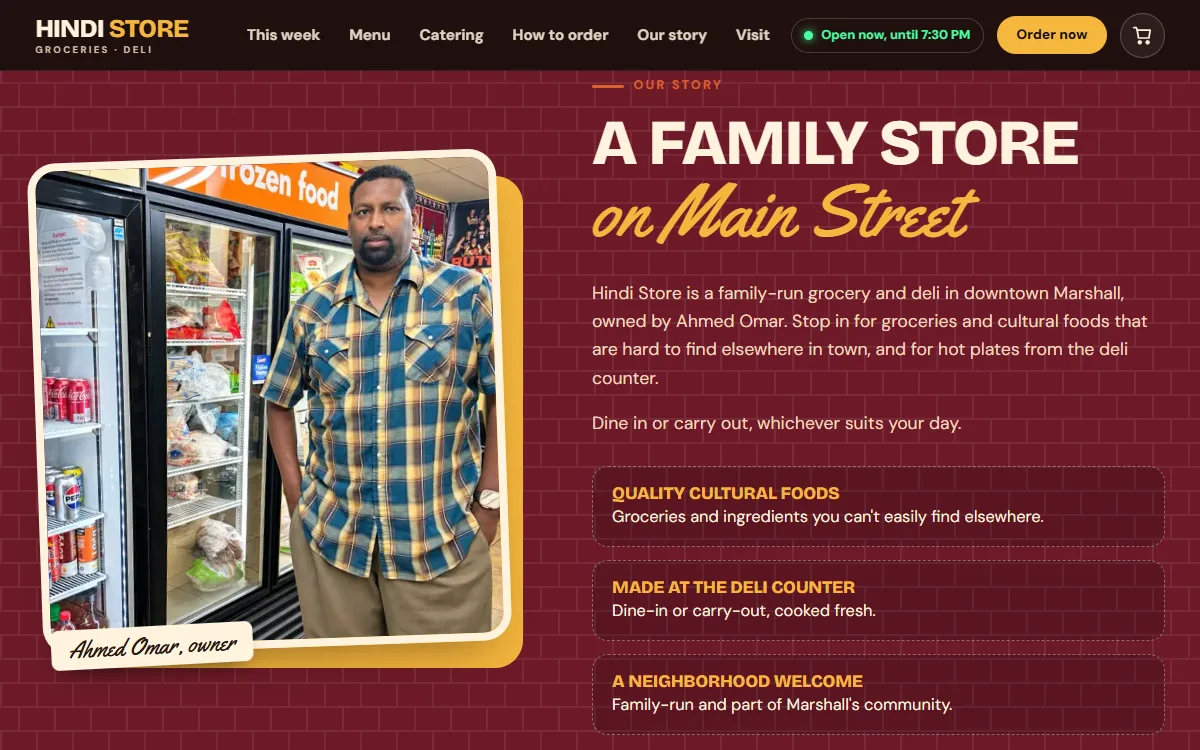 HINDI STORE
GROCERIES · DELI
This week
Menu
Catering
How to order
Our story
Visit
Open now, until 7:30 PM
Order now
OUR STORY
A FAMILY STORE
on Main Street
frozen food
Hindi Store is a family-run grocery and deli in downtown Marshall,
owned by Ahmed Omar. Stop in for groceries and cultural foods that
are hard to find elsewhere in town, and for hot plates from the deli
counter.
Dine in or carry out, whichever suits your day.
QUALITY CULTURAL FOODS
Groceries and ingredients you can't easily find elsewhere.
MADE AT THE DELI COUNTER
Dine-in or carry-out, cooked fresh.
A NEIGHBORHOOD WELCOME
Family-run and part of Marshall's community.
pepsi
Ahmed Omar, owner